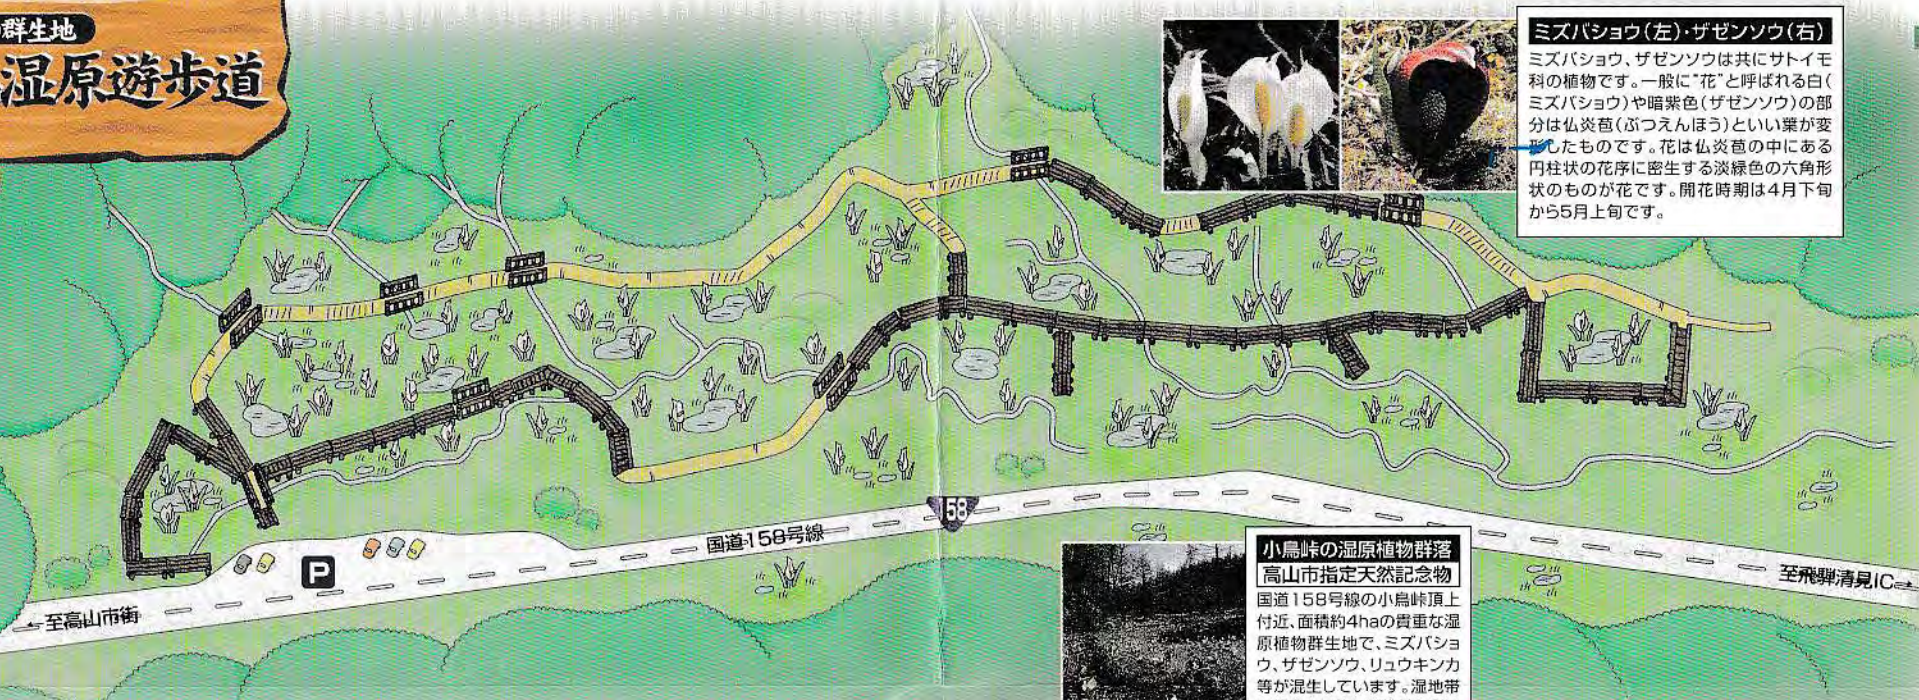 群生地
湿原遊歩道
ミズバショウ(左)・ザゼンソウ(右)
ミズバショウ、ザゼンソウは共にサトイモ
科の植物です。一般に"花"と呼ばれる白(
ミズバショウ)や暗紫色(ザゼンソウ)の部
分は仏炎苞(ぶつえんほう)といい葉が変
形したものです。花は仏炎苞の中にある
円柱状の花序に密生する淡緑色の六角形
状のものが花です。開花時期は4月下旬
から5月上旬です。
158
国道158号線
P
←至高山市街
至飛騨清見IC→
小鳥峠の湿原植物群落
高山市指定天然記念物
国道158号線の小鳥峠頂上
付近、面積約4haの貴重な湿
原植物群生地で、ミズバショ
ウ、ザゼンソウ、リュウキンカ
等が混生しています。湿地帯